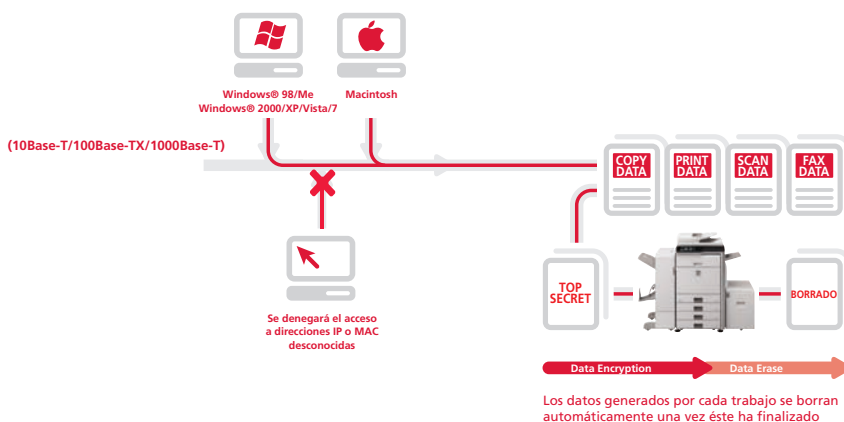 Windows® 98/Me
Windows® 2000/XP/Vista/7
Macintosh
(10Base-T/100Base-TX/1000Base-T)
COPY
DATA
PRINT
DATA
SCAN
DATA
FAX
DATA
Se denegará el acceso
a direcciones IP o MAC
desconocidas
TOP
SECRET
BORRADO
Data Encryption
Data Erase
Los datos generados por cada trabajo se borran
automáticamente una vez éste ha finalizado